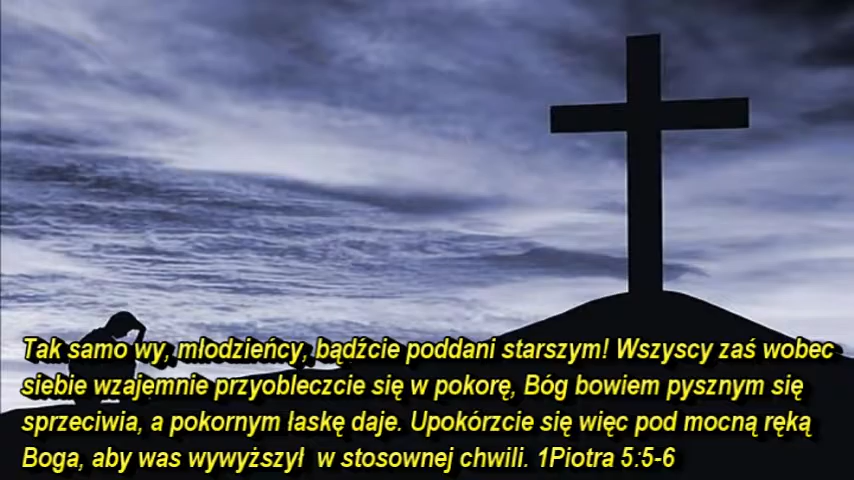 Tak samo wy, młodzieńcy, bądźcie poddani starszym! Wszyscy zaś wobec
siebie wzajemnie przyobleczcie się w pokorę, Bóg bowiem pysznym się
sprzeciwia, a pokornym łaskę daje. Upokórzcie się więc pod mocną ręką
Boga, aby was wywyższył  w stosownej chwili. 1Piotra 5:5-6